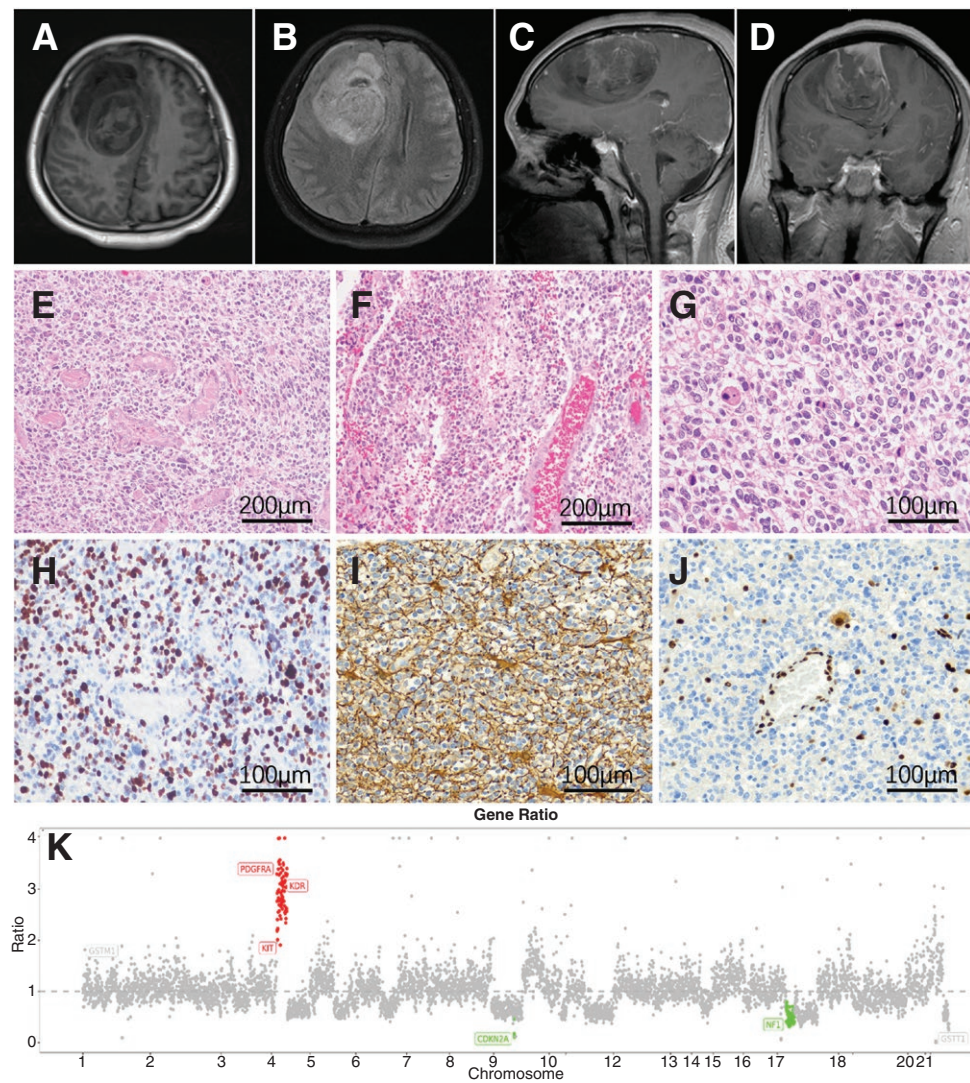 A
B
C
D
E
200µm
F
200µm
G
100µm
H
100µm
I
100µm
J
100µm
Gene Ratio
K
Ratio
4
3
2
1
0
PDGFRA
KDR
KIT
GSTM1
CDKN2A
NF1
GSTT1
1 2 3 4 5 6 7 8 9 10 12 13 14 15 16 17 18 20 21
Chromosome